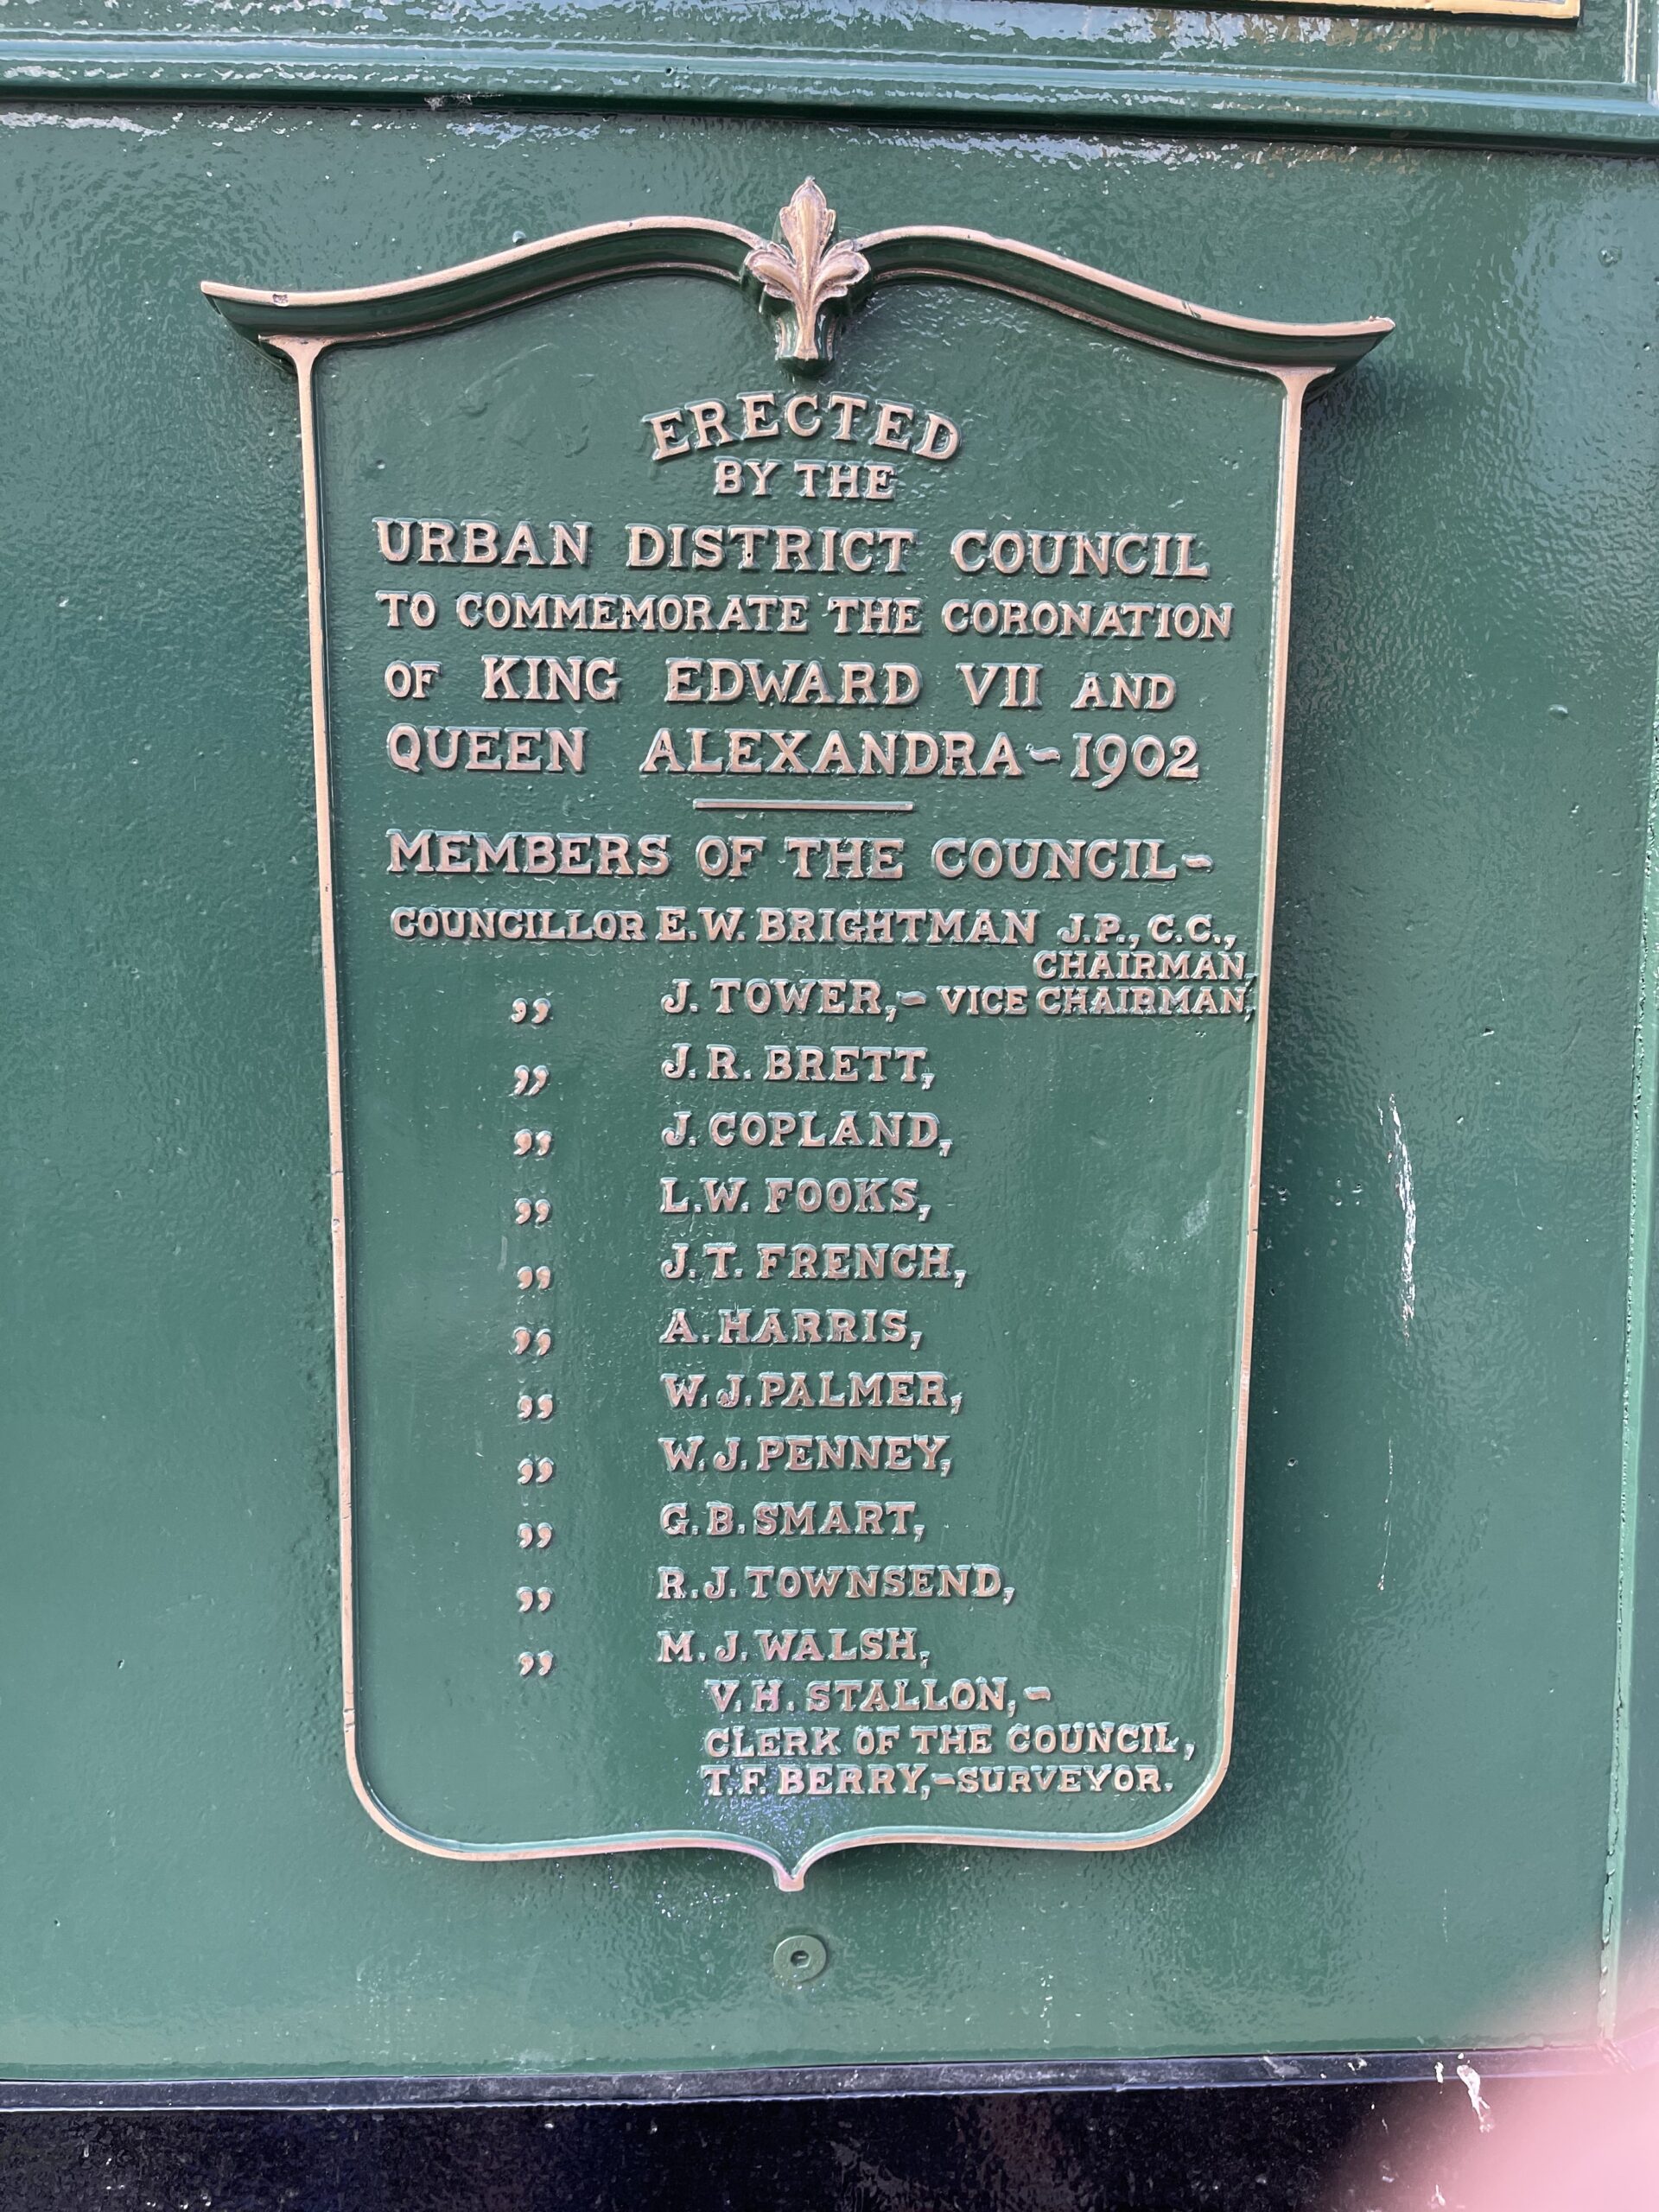 ERECTED
BY THE
URBAN DISTRICT COUNCIL
TO COMMEMORATE THE CORONATION
OF KING EDWARD VII AND
QUEEN ALEXANDRA - 1902
MEMBERS OF THE COUNCIL-
COUNCILLOR E.W. BRIGHTMAN J.P., C.C.,
CHAIRMAN,
„ J. TOWER,- VICE CHAIRMAN,
„ J. R. BRETT,
„ J. COPLAND,
„ L.W. FOOKS,
„ J. T. FRENCH,
„ A. HARRIS,
„ W. J. PALMER,
„ W. J. PENNEY,
„ G. B. SMART,
„ R. J. TOWNSEND,
„ M. J. WALSH,
V. H. STALLON,-
CLERK OF THE COUNCIL,
T. F. BERRY,-SURVEYOR.